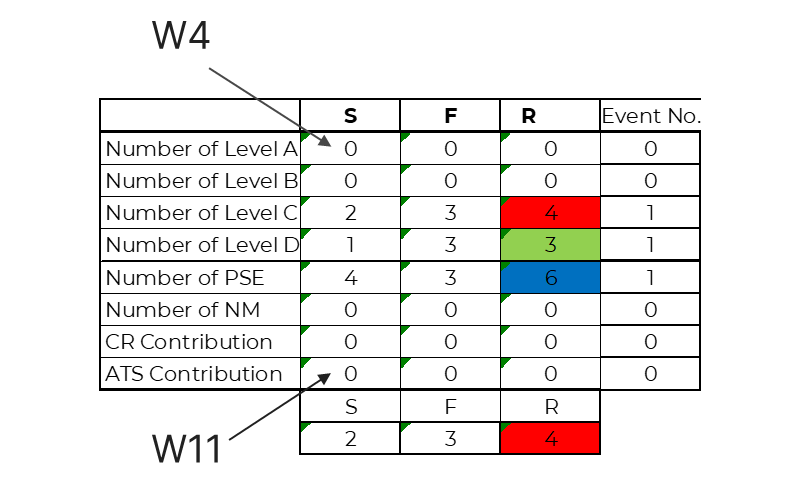 W4
S F R Event No.
Number of Level A 0 0 0 0
Number of Level B 0 0 0 0
Number of Level C 2 3 4 1
Number of Level D 1 3 3 1
Number of PSE 4 3 6 1
Number of NM 0 0 0 0
CR Contribution 0 0 0 0
ATS Contribution 0 0 0 0
S F R
2 3 4
W11